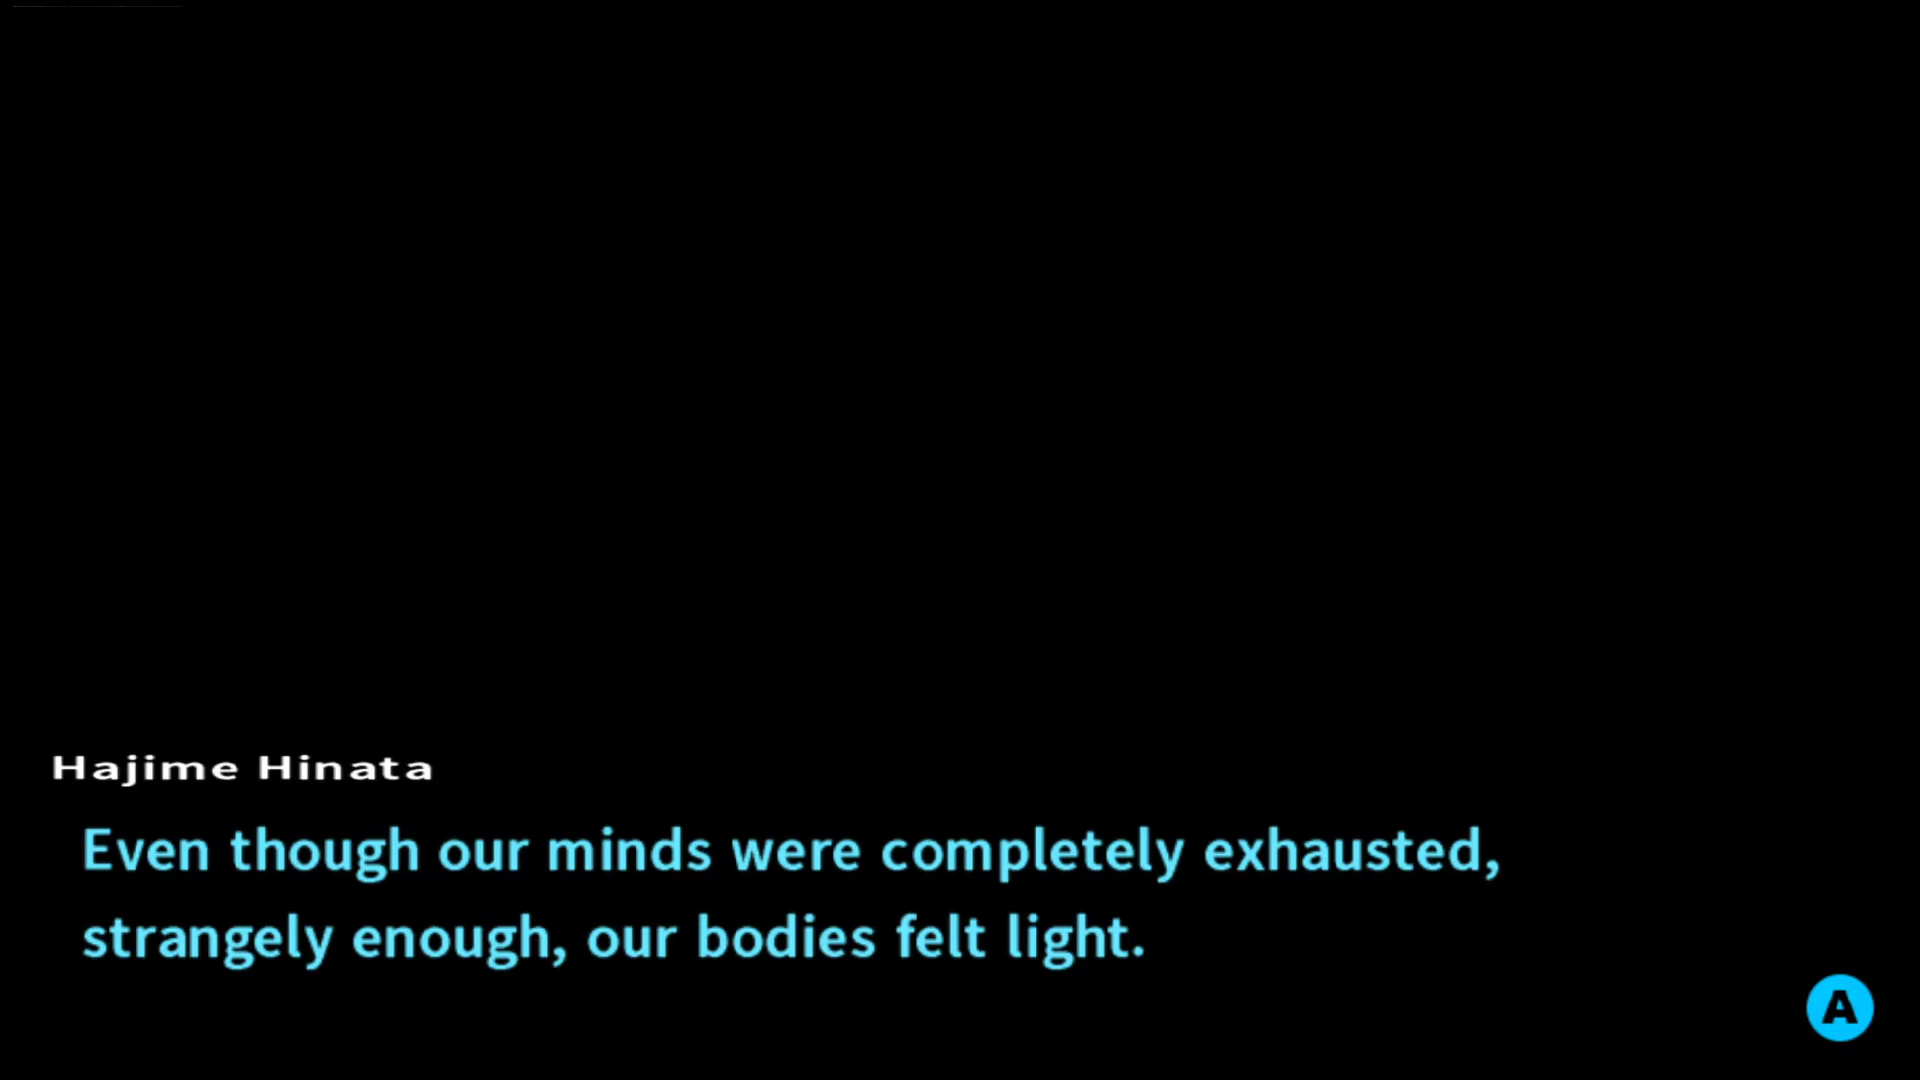 Hajime Hinata
Even though our minds were completely exhausted,
strangely enough, our bodies felt light.
A